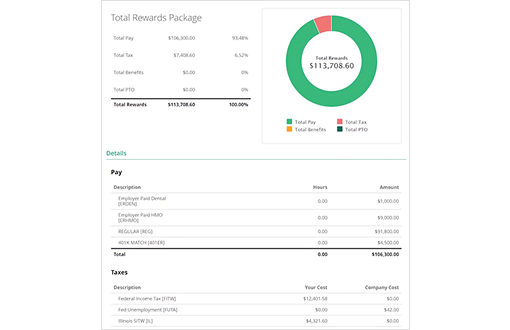 Total Rewards Package
Total Pay $106,300.00 93.48%
Total Tax $7,408.60 6.52%
Total Benefits $0.00 0%
Total PTO $0.00 0%
Total Rewards $113,708.60 100.00%
Total Rewards
$113,708.60
Total Pay Total Tax
Total Benefits Total PTO
Details
Pay
Description Hours Amount
Employer Paid Dental
[ERDEN] 0.00 $1,000.00
Employer Paid HMO
[ERHMO] 0.00 $9,000.00
REGULAR [REG] 0.00 $91,800.00
401K MATCH [401ER] 0.00 $4,500.00
Total 0.00 $106,300.00
Taxes
Description Your Cost Company Cost
Federal Income Tax [FITW] $12,401.58 $0.00
Fed Unemployment [FUTA] $0.00 $42.00
Illinois SITW [IL] $4,321.60 $0.00